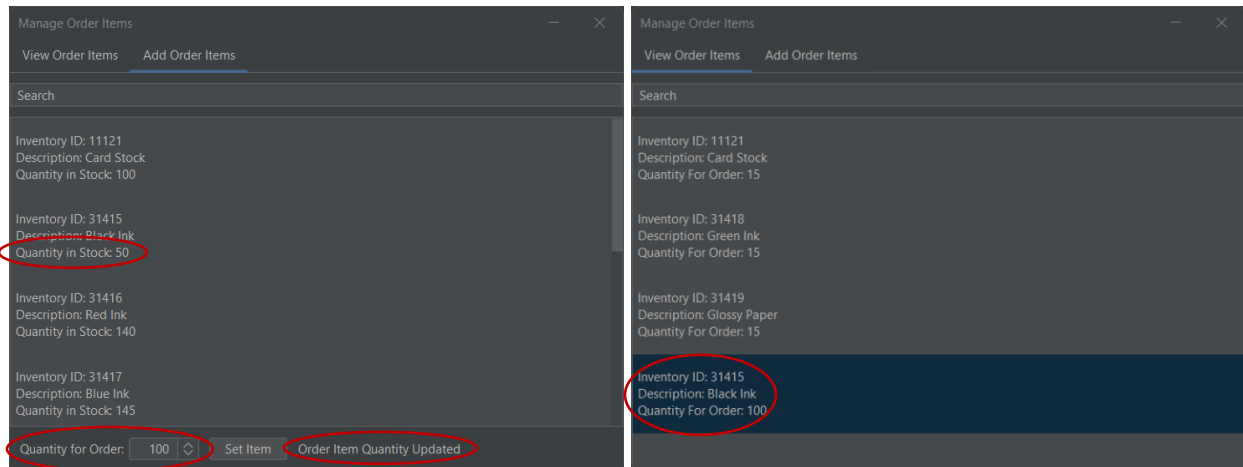 Manage Order Items
View Order Items Add Order Items
Search
Inventory ID: 11121
Description: Card Stock
Quantity in Stock: 100
Inventory ID: 31415
Description: Black Ink
Quantity in Stock: 50
Inventory ID: 31416
Description: Red Ink
Quantity in Stock: 140
Inventory ID: 31417
Description: Blue Ink
Quantity in Stock: 145
Quantity for Order: 100 Set Item Order Item Quantity Updated
Manage Order Items
View Order Items Add Order Items
Search
Inventory ID: 11121
Description: Card Stock
Quantity For Order: 15
Inventory ID: 31418
Description: Green Ink
Quantity For Order: 15
Inventory ID: 31419
Description: Glossy Paper
Quantity For Order: 15
Inventory ID: 31415
Description: Black Ink
Quantity For Order: 100